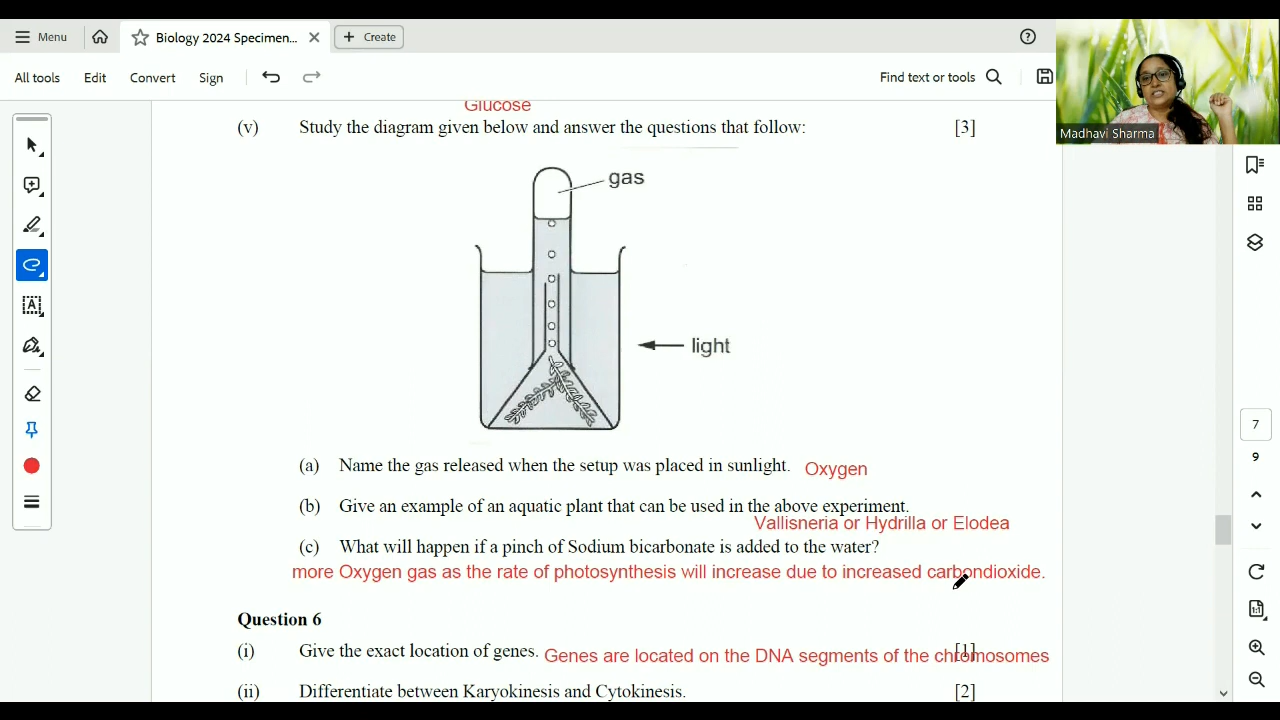 Menu
Biology 2024 Specimen...
Create
All tools
Edit
Convert
Sign
Find text or tools
Madhavi Sharma
Glucose
(v) Study the diagram given below and answer the questions that follow: [3]
gas
light
(a) Name the gas released when the setup was placed in sunlight. Oxygen
(b) Give an example of an aquatic plant that can be used in the above experiment.
Vallisneria or Hydrilla or Elodea
(c) What will happen if a pinch of Sodium bicarbonate is added to the water?
more Oxygen gas as the rate of photosynthesis will increase due to increased carbondioxide.
Question 6
(i) Give the exact location of genes. Genes are located on the DNA segments of the chromosomes [1]
(ii) Differentiate between Karyokinesis and Cytokinesis. [2]
7
9
1:1